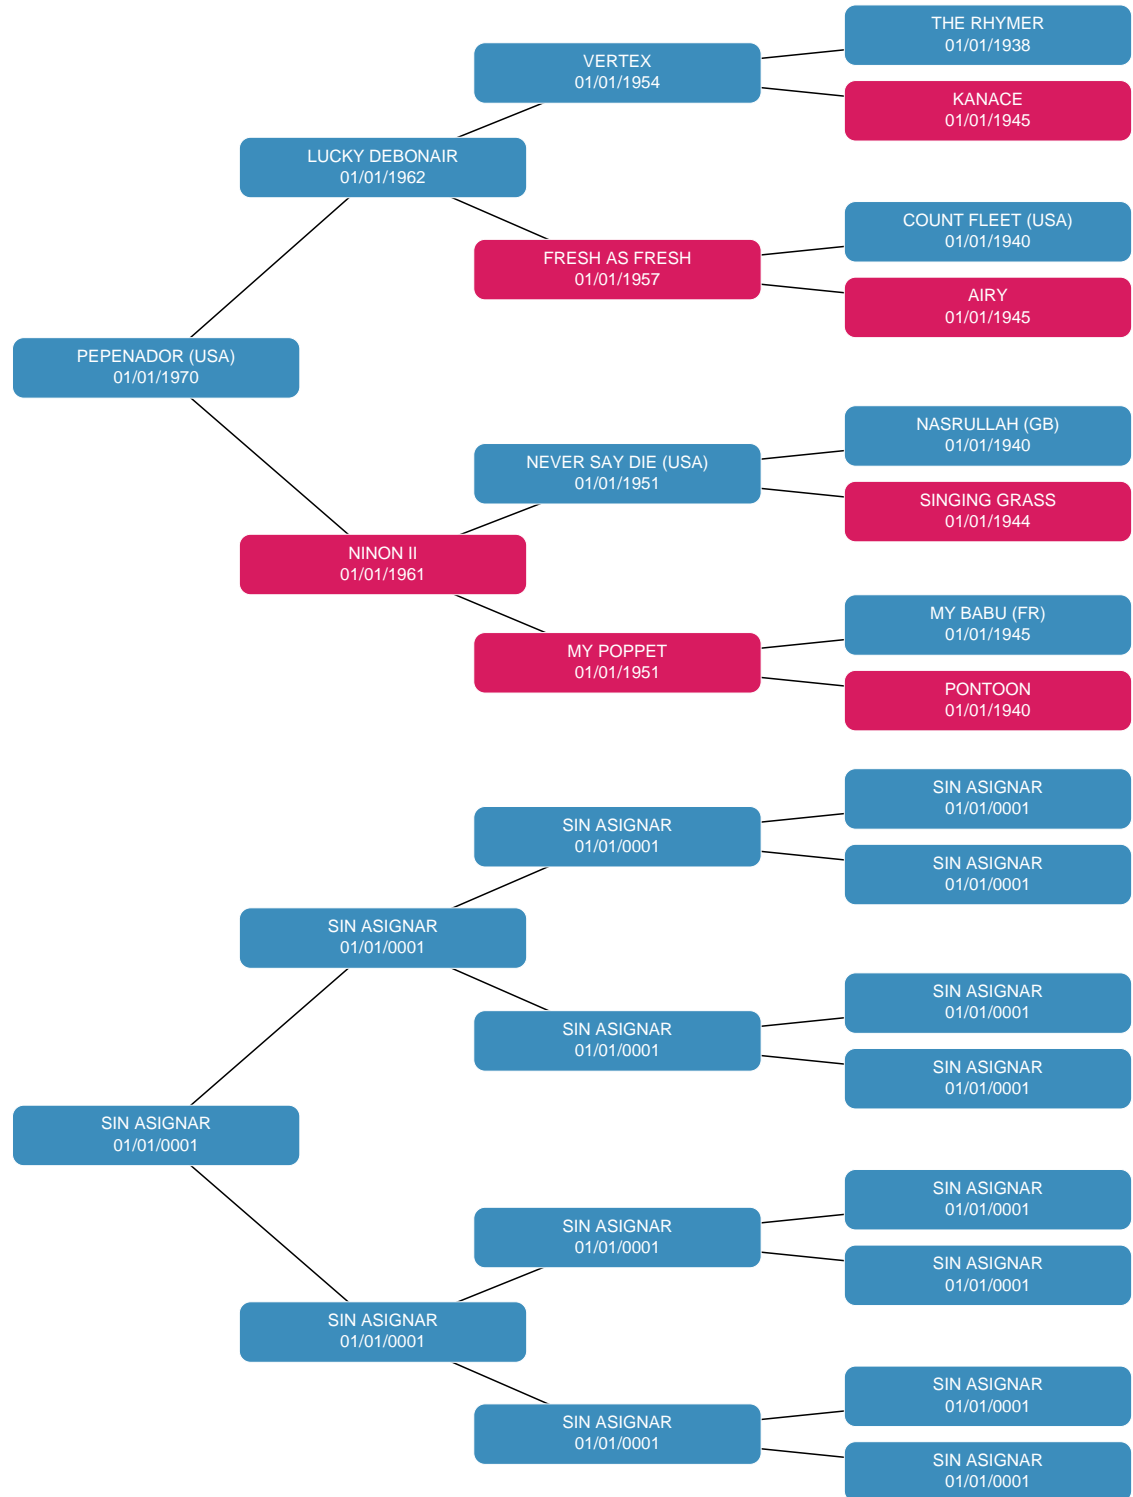 THE RHYMER
01/01/1938
VERTEX
01/01/1954
KANACE
01/01/1945
LUCKY DEBONAIR
01/01/1962
COUNT FLEET (USA)
01/01/1940
FRESH AS FRESH
01/01/1957
AIRY
01/01/1945
PEPENADOR (USA)
01/01/1970
NASRULLAH (GB)
01/01/1940
NEVER SAY DIE (USA)
01/01/1951
SINGING GRASS
01/01/1944
NINON II
01/01/1961
MY BABU (FR)
01/01/1945
MY POPPET
01/01/1951
PONTOON
01/01/1940
SIN ASIGNAR
01/01/0001
SIN ASIGNAR
01/01/0001
SIN ASIGNAR
01/01/0001
SIN ASIGNAR
01/01/0001
SIN ASIGNAR
01/01/0001
SIN ASIGNAR
01/01/0001
SIN ASIGNAR
01/01/0001
SIN ASIGNAR
01/01/0001
SIN ASIGNAR
01/01/0001
SIN ASIGNAR
01/01/0001
SIN ASIGNAR
01/01/0001
SIN ASIGNAR
01/01/0001
SIN ASIGNAR
01/01/0001
SIN ASIGNAR
01/01/0001
SIN ASIGNAR
01/01/0001